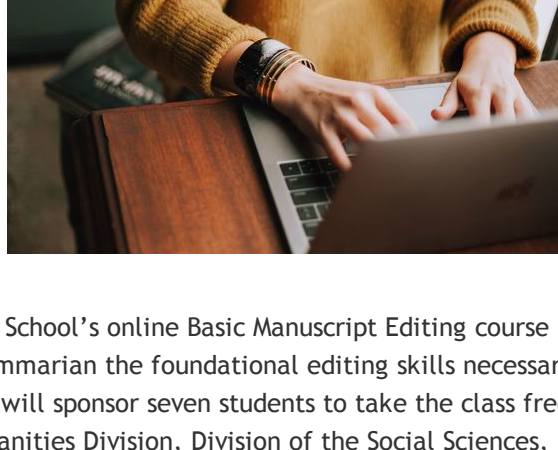 School’s online Basic Manuscript Editing course
mmarian the foundational editing skills necessar
will sponsor seven students to take the class fre
anities Division, Division of the Social Sciences,